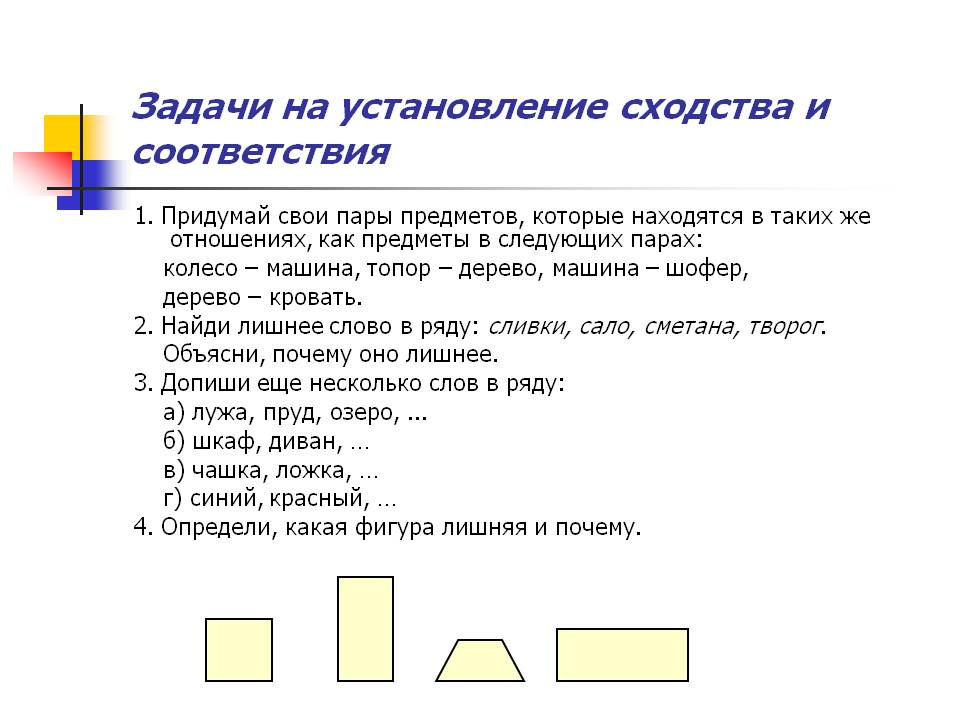 Задачи на установление сходства и
соответствия
1. Придумай свои пары предметов, которые находятся в таких же
отношениях, как предметы в следующих парах:
колесо – машина, топор – дерево, машина – шофер,
дерево – кровать.
2. Найди лишнее слово в ряду: сливки, сало, сметана, творог.
Объясни, почему оно лишнее.
3. Допиши еще несколько слов в ряду:
а) лужа, пруд, озеро, ...
б) шкаф, диван, ...
в) чашка, ложка, ...
г) синий, красный, ...
4. Определи, какая фигура лишняя и почему.